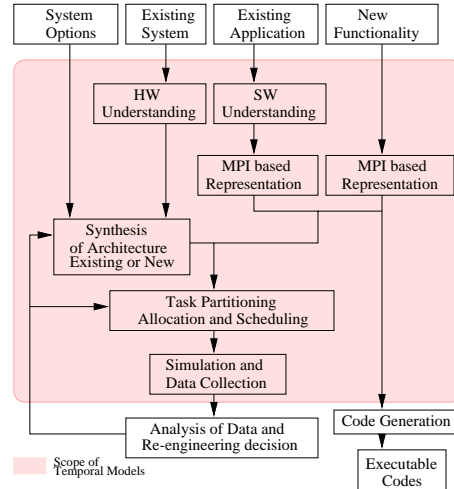 System
Options
Existing
System
Existing
Application
New
Functionality
HW
Understanding
SW
Understanding
MPI based
Representation
MPI based
Representation
Synthesis
of Architecture
Existing or New
Task Partitioning
Allocation and Scheduling
Simulation and
Data Collection
Analysis of Data and
Re-engineering decision
Code Generation
Executable
Codes
Scope of
Temporal Models